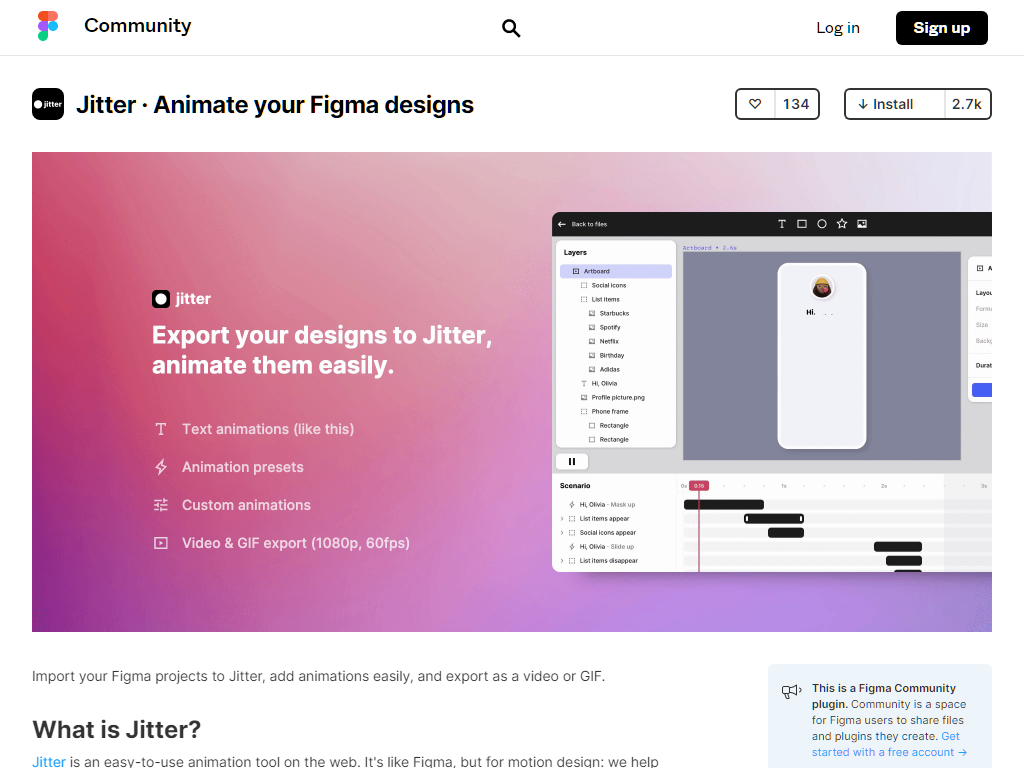 Community
Log in
Sign up
jitter
Jitter · Animate your Figma designs
134
↓ Install
2.7k
jitter
Export your designs to Jitter,
animate them easily.
Text animations (like this)
Animation presets
Custom animations
Video & GIF export (1080p, 60fps)
← Back to files
Layers
Artboard
Social icons
List items
Starbucks
Spotify
Netflix
Birthday
Adidas
Hi, Olivia
Profile picture.png
Phone frame
Rectangle
Rectangle
Artboard • 2.6s
Hi.
A
Layou
Forma
Size
Backg
Durat
Scenario
0s
0.15
1s
2s
3s
Hi, Olivia · Mask up
List items appear
Social icons appear
Hi, Olivia · Slide up
List items disappear
Import your Figma projects to Jitter, add animations easily, and export as a video or GIF.
What is Jitter?
Jitter is an easy-to-use animation tool on the web. It's like Figma, but for motion design: we help
This is a Figma Community
plugin. Community is a space
for Figma users to share files
and plugins they create. Get
started with a free account →